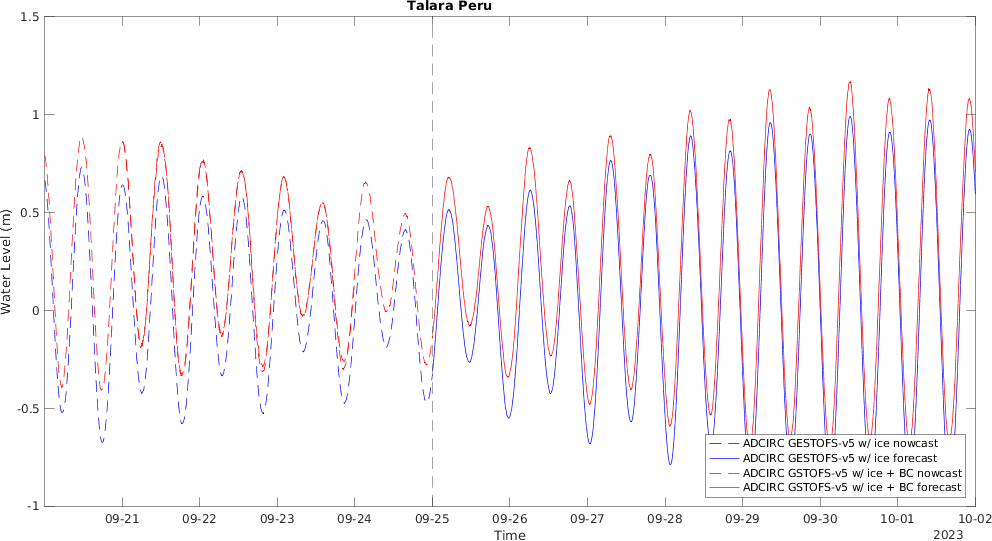 Talara Peru
1.5
1
0.5
0
-0.5
-1
Water Level (m)
ADCIRC GESTOFS-v5 w/ ice nowcast
ADCIRC GESTOFS-v5 w/ ice forecast
ADCIRC GSTOFS-v5 w/ ice + BC nowcast
ADCIRC GSTOFS-v5 w/ ice + BC forecast
09-21 09-22 09-23 09-24 09-25 09-26 09-27 09-28 09-29 09-30 10-01 10-02
Time
2023